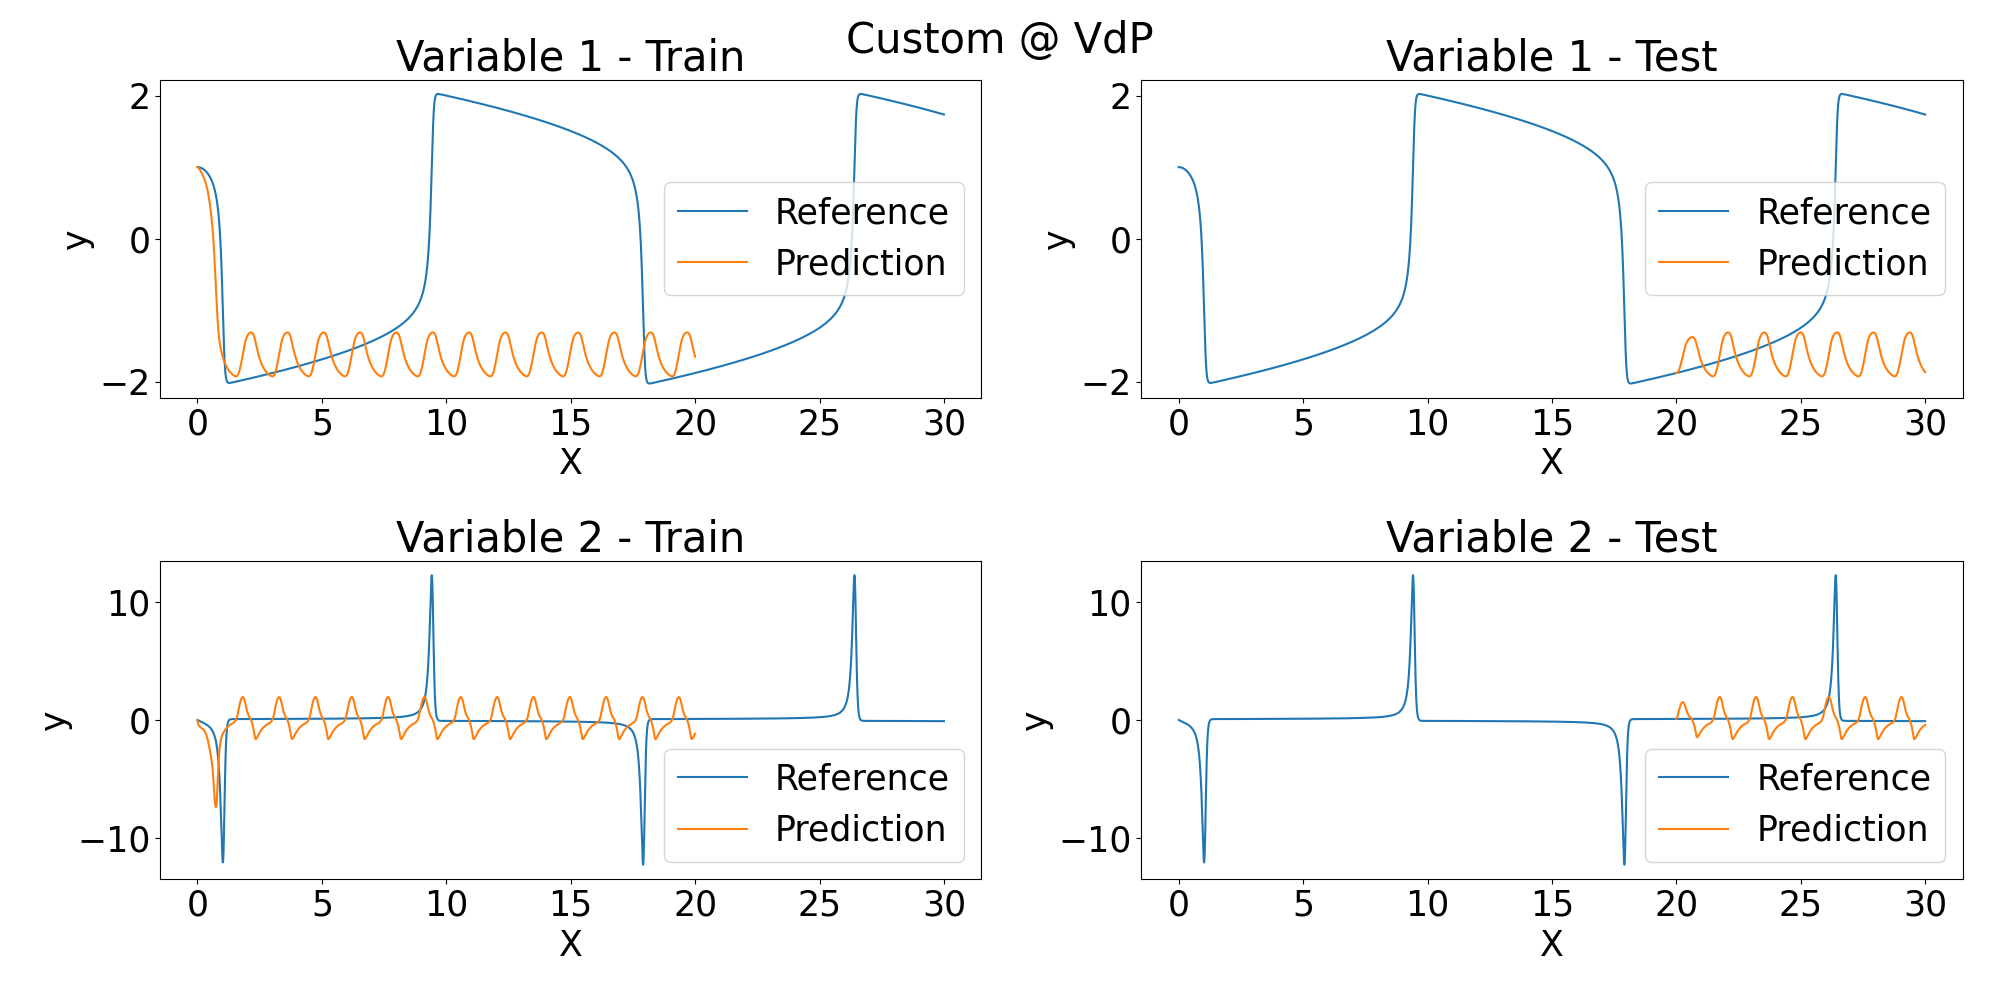 Custom @ VdP
Variable 1 - Train
2
0
−2
y
0 5 10 15 20 25 30
X
Reference
Prediction
Variable 1 - Test
2
0
−2
y
0 5 10 15 20 25 30
X
Reference
Prediction
Variable 2 - Train
10
0
−10
y
0 5 10 15 20 25 30
X
Reference
Prediction
Variable 2 - Test
10
0
−10
y
0 5 10 15 20 25 30
X
Reference
Prediction